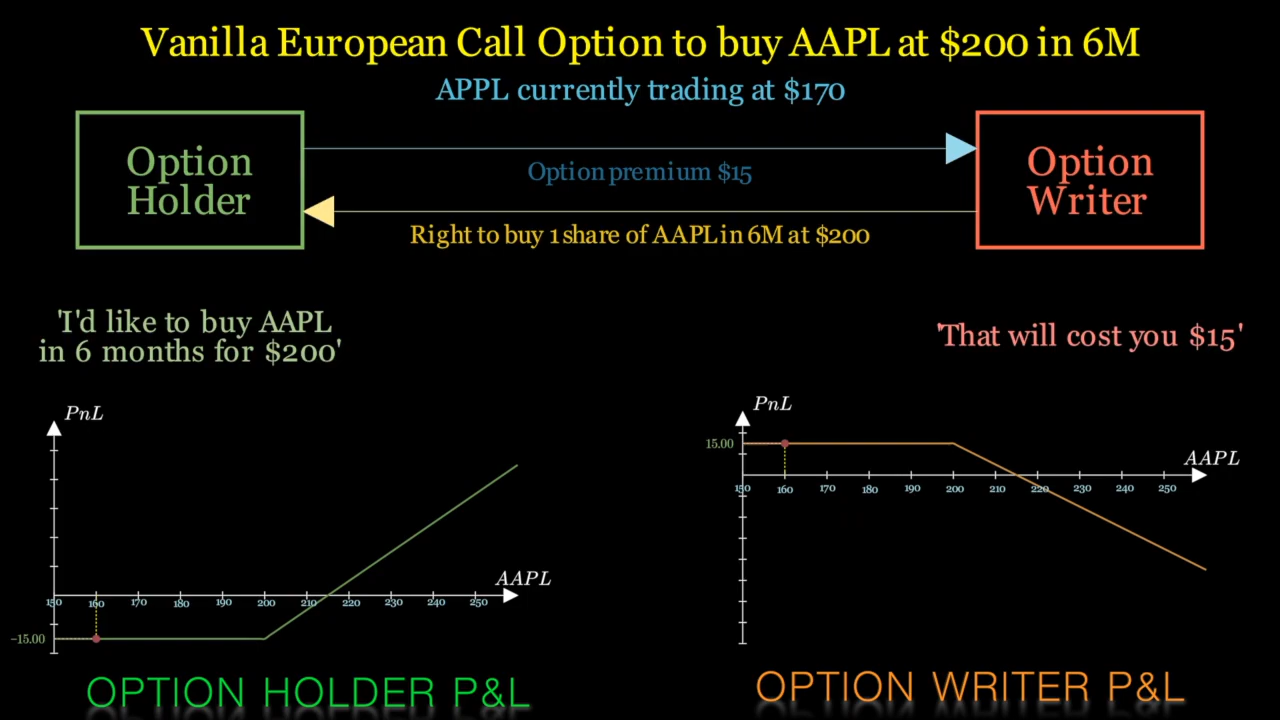 Vanilla European Call Option to buy AAPL at $200 in 6M
APPL currently trading at $170
Option
Holder
Option premium $15
Right to buy 1 share of AAPL in 6M at $200
Option
Writer
'I'd like to buy AAPL
in 6 months for $200'
'That will cost you $15'
PnL
AAPL
150 160 170 180 190 200 210 220 230 240 250
−15.00
OPTION HOLDER P&L
PnL
15.00
AAPL
150 160 170 180 190 200 210 220 230 240 250
OPTION WRITER P&L